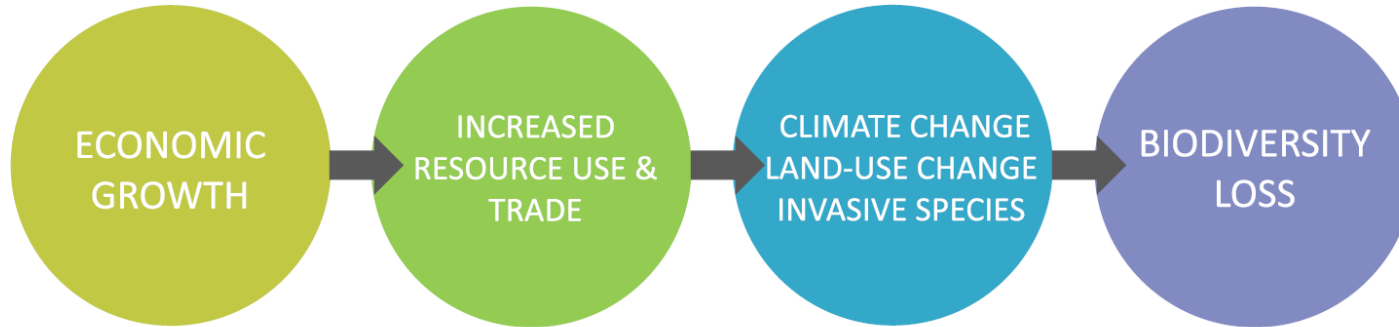 ECONOMIC
GROWTH
INCREASED
RESOURCE USE &
TRADE
CLIMATE CHANGE
LAND-USE CHANGE
INVASIVE SPECIES
BIODIVERSITY
LOSS